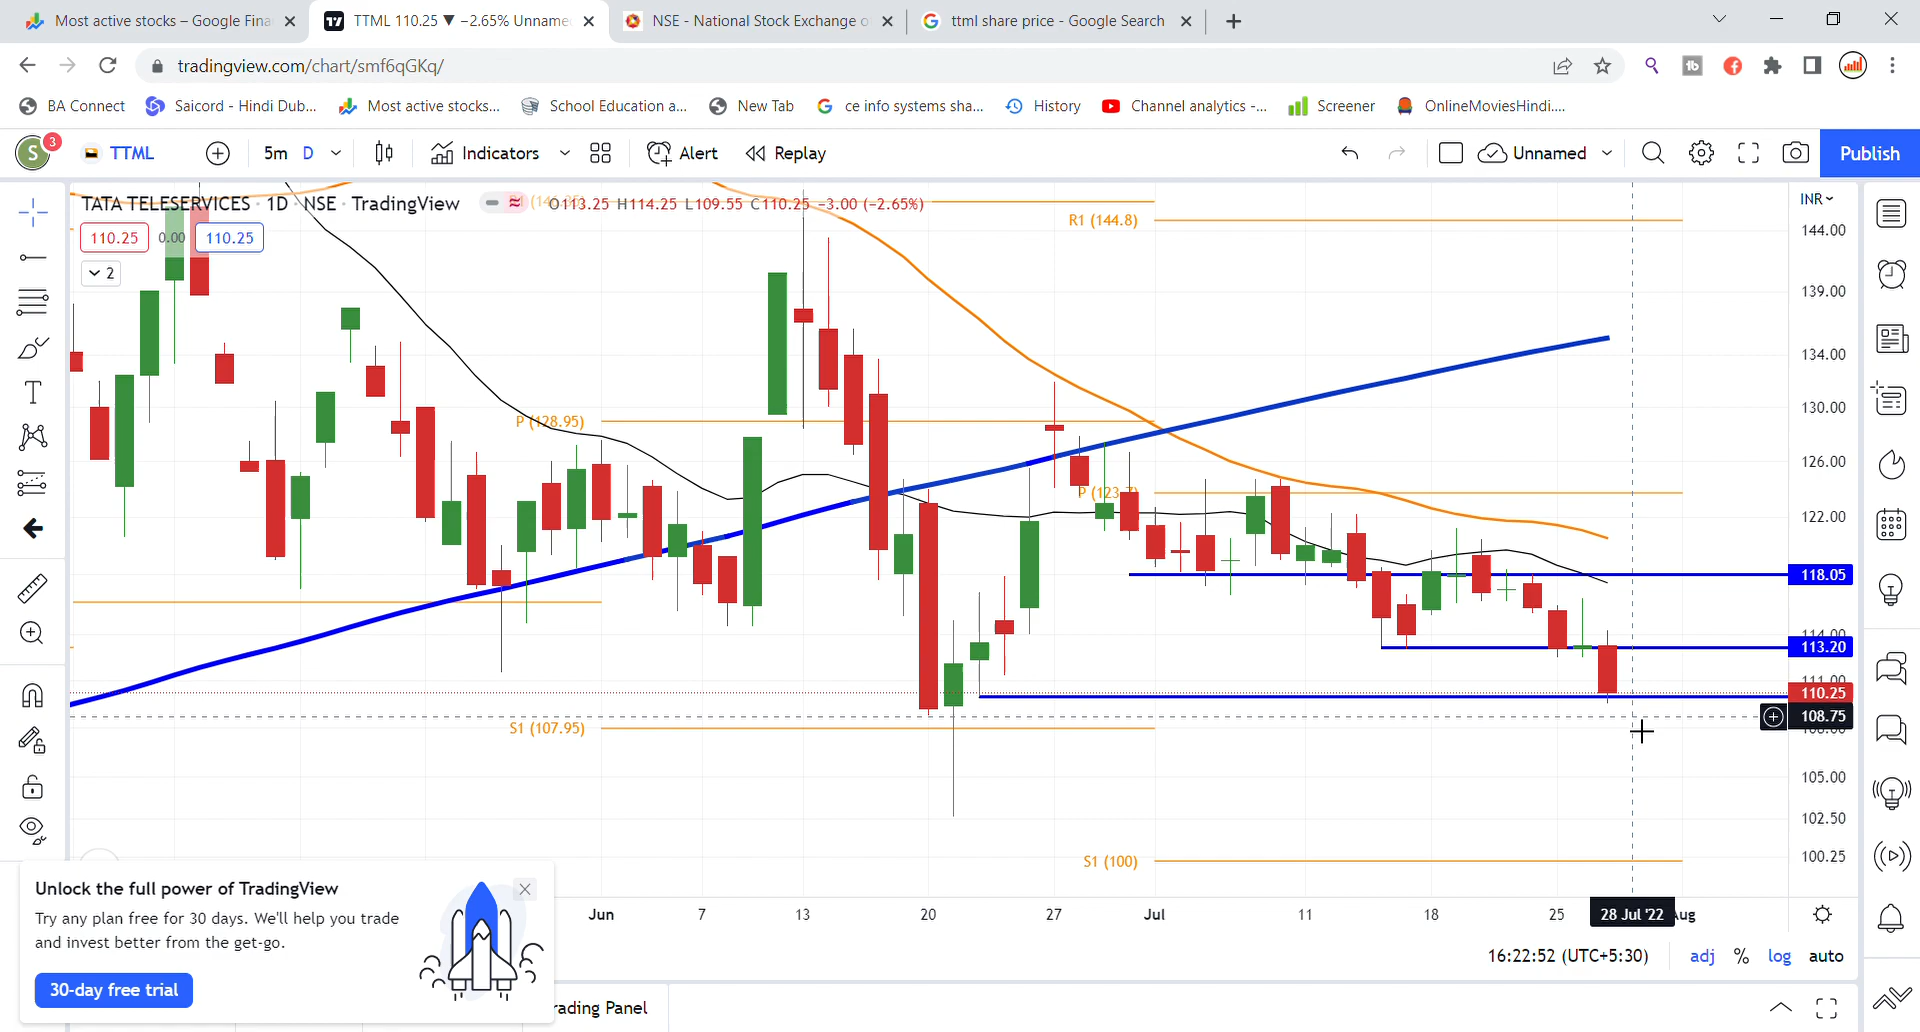 Most active stocks – Google Fina
TTML 110.25 ▼ −2.65% Unname
NSE - National Stock Exchange o
ttml share price - Google Search
tradingview.com/chart/smf6qGKq/
BA Connect
Saicord - Hindi Dub...
Most active stocks...
School Education a...
New Tab
ce info systems sha...
History
Channel analytics -...
Screener
OnlineMoviesHindi....
S
3
TTML
5m D
Indicators
Alert
Replay
Unnamed
Publish
TATA TELESERVICES · 1D · NSE · TradingView
O113.25 H114.25 L109.55 C110.25 −3.00 (−2.65%)
INR
110.25 0.00 110.25
2
R1 (144.8)
P (128.95)
P (123.7)
S1 (107.95)
S1 (100)
144.00
139.00
134.00
130.00
126.00
122.00
118.05
114.00
113.20
111.00
110.25
108.75
105.00
102.50
100.25
Jun
7
13
20
27
Jul
11
18
25
28 Jul '22
Aug
16:22:52 (UTC+5:30)
adj
%
log
auto
Unlock the full power of TradingView
Try any plan free for 30 days. We'll help you trade
and invest better from the get-go.
30-day free trial
rading Panel